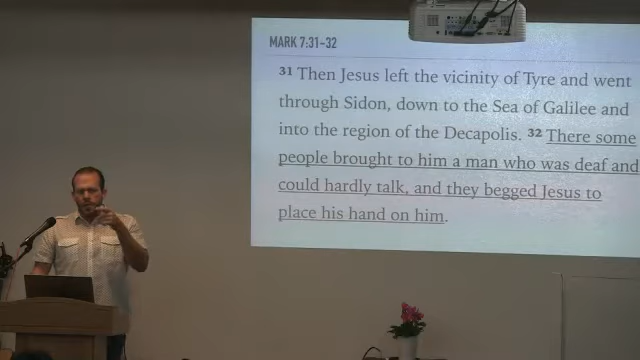 MARK 7:31-32
31 Then Jesus left the vicinity of Tyre and went
through Sidon, down to the Sea of Galilee and
into the region of the Decapolis. 32 There some
people brought to him a man who was deaf and
could hardly talk, and they begged Jesus to
place his hand on him.